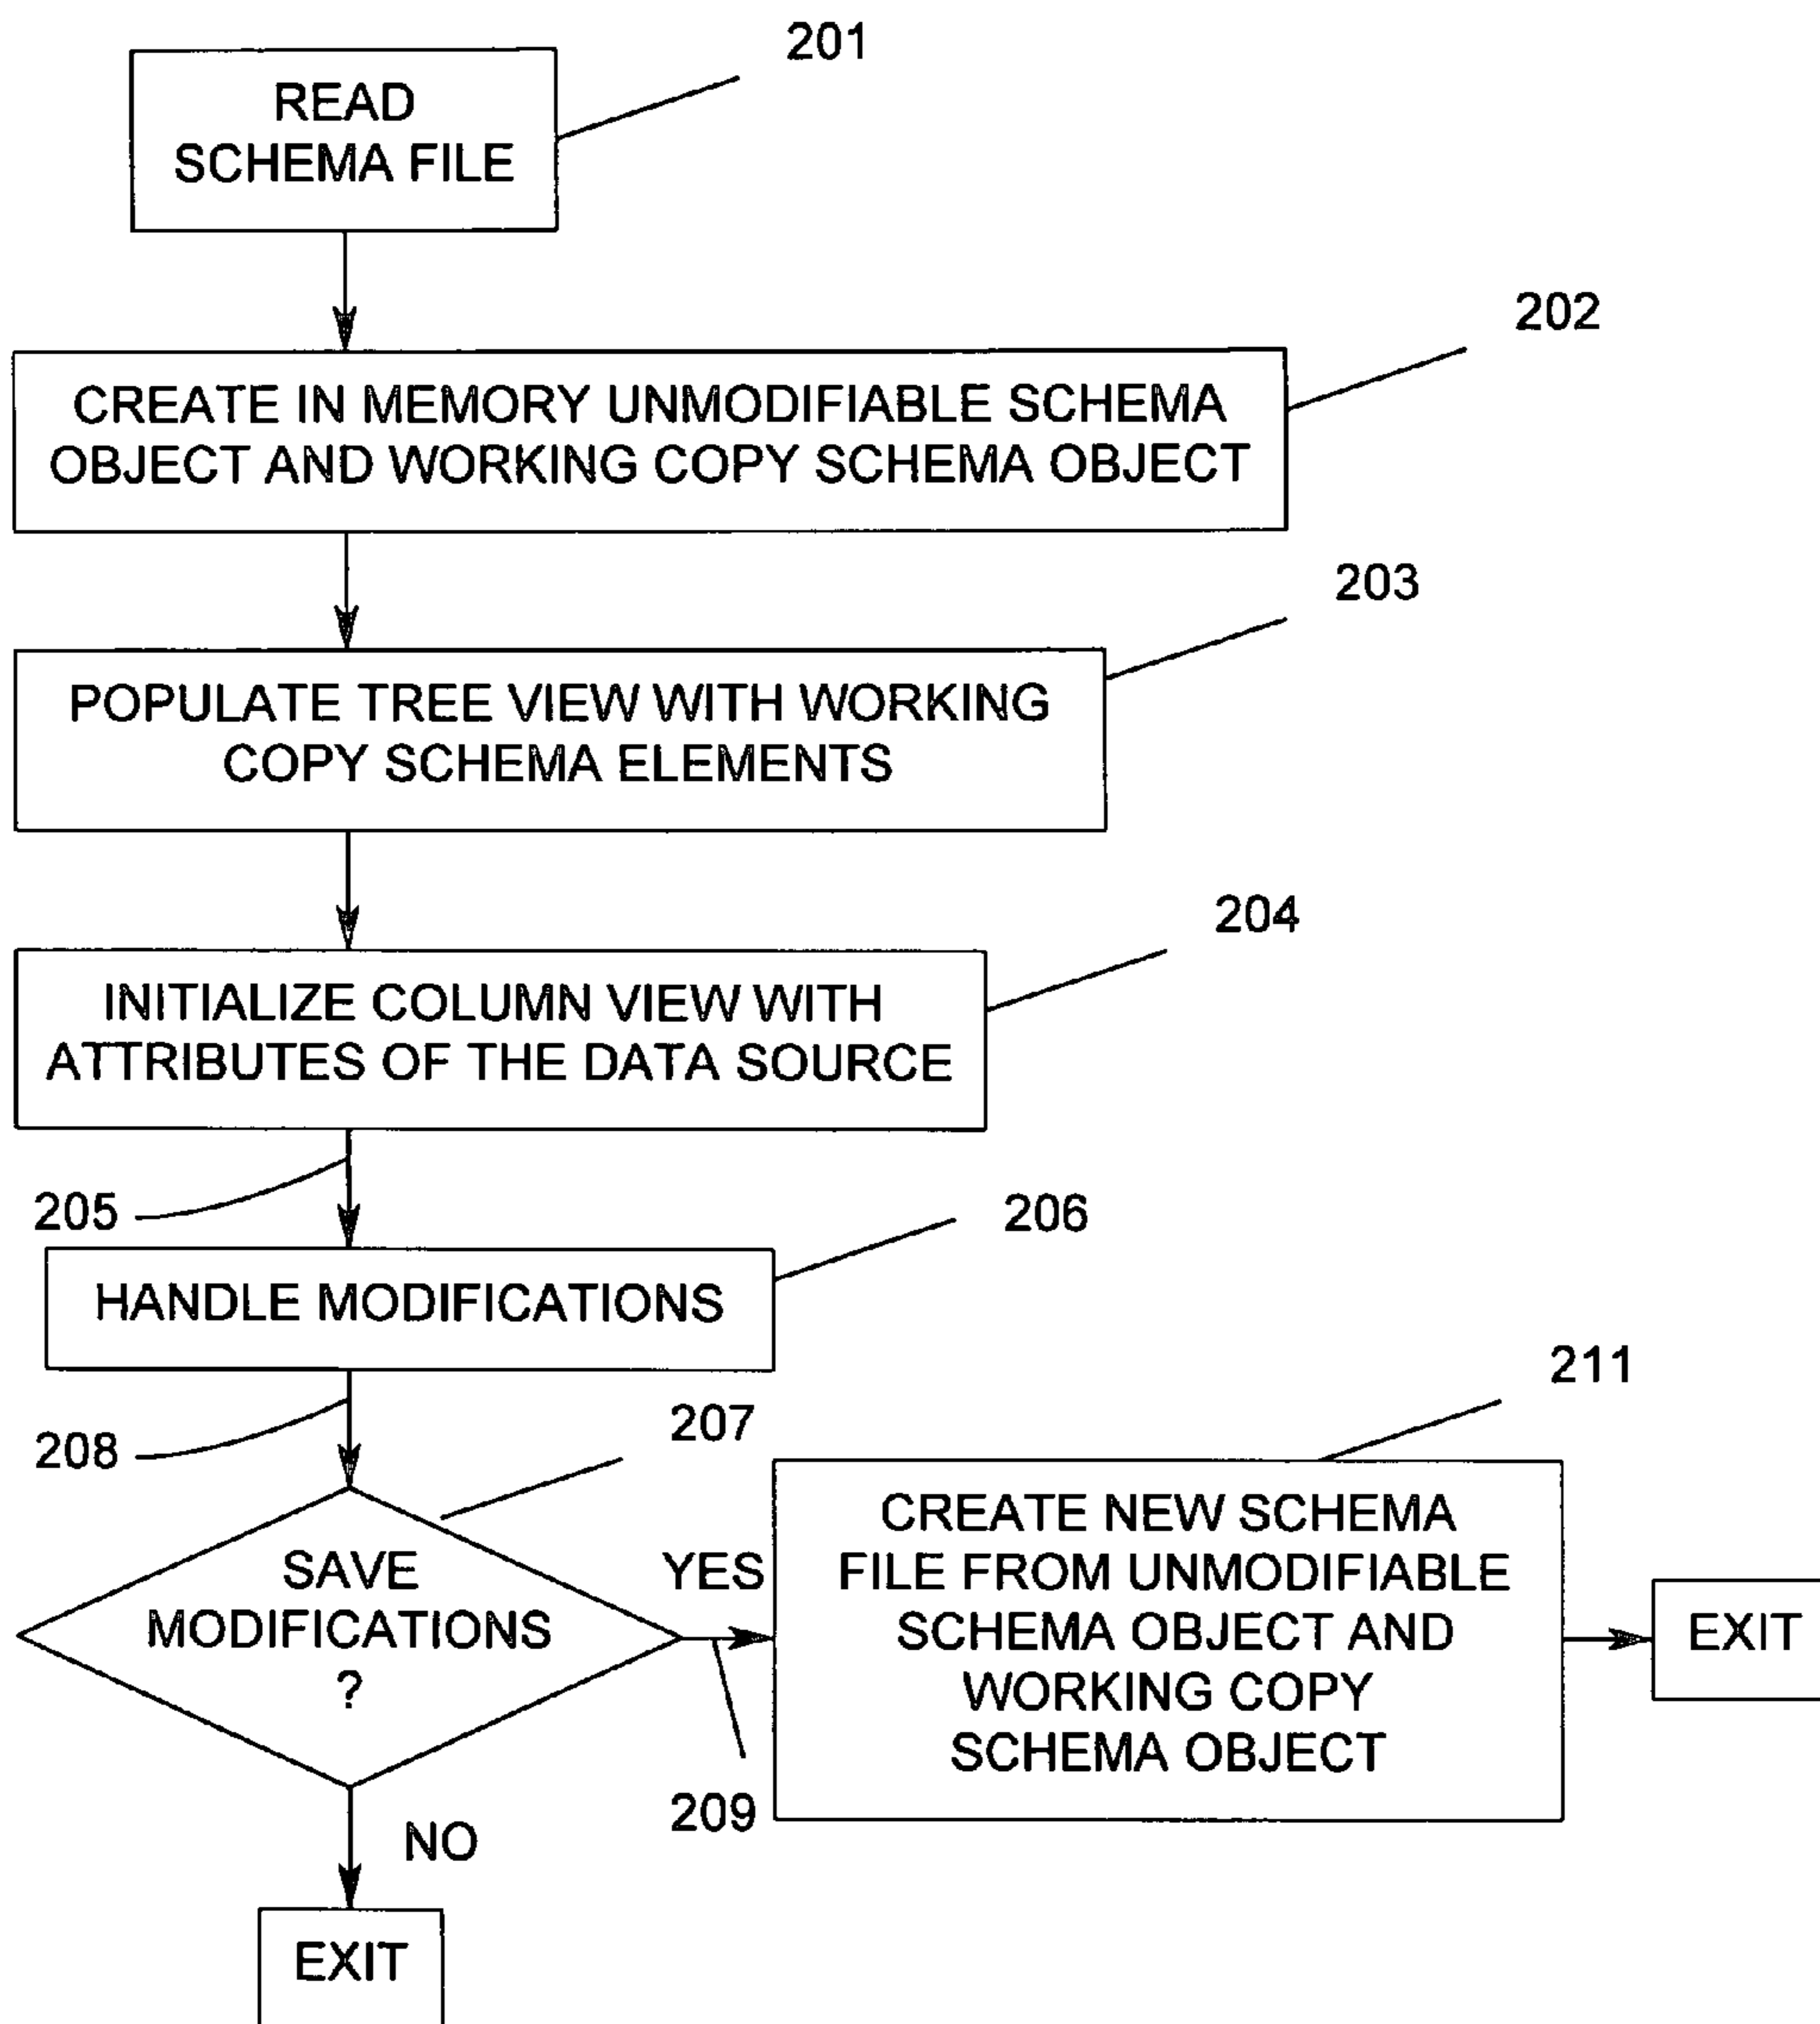 201
READ
SCHEMA FILE
202
CREATE IN MEMORY UNMODIFIABLE SCHEMA
OBJECT AND WORKING COPY SCHEMA OBJECT
203
POPULATE TREE VIEW WITH WORKING
COPY SCHEMA ELEMENTS
204
INITIALIZE COLUMN VIEW WITH
ATTRIBUTES OF THE DATA SOURCE
205
206
HANDLE MODIFICATIONS
208
207
SAVE
MODIFICATIONS
?
YES
209
211
CREATE NEW SCHEMA
FILE FROM UNMODIFIABLE
SCHEMA OBJECT AND
WORKING COPY
SCHEMA OBJECT
EXIT
NO
EXIT